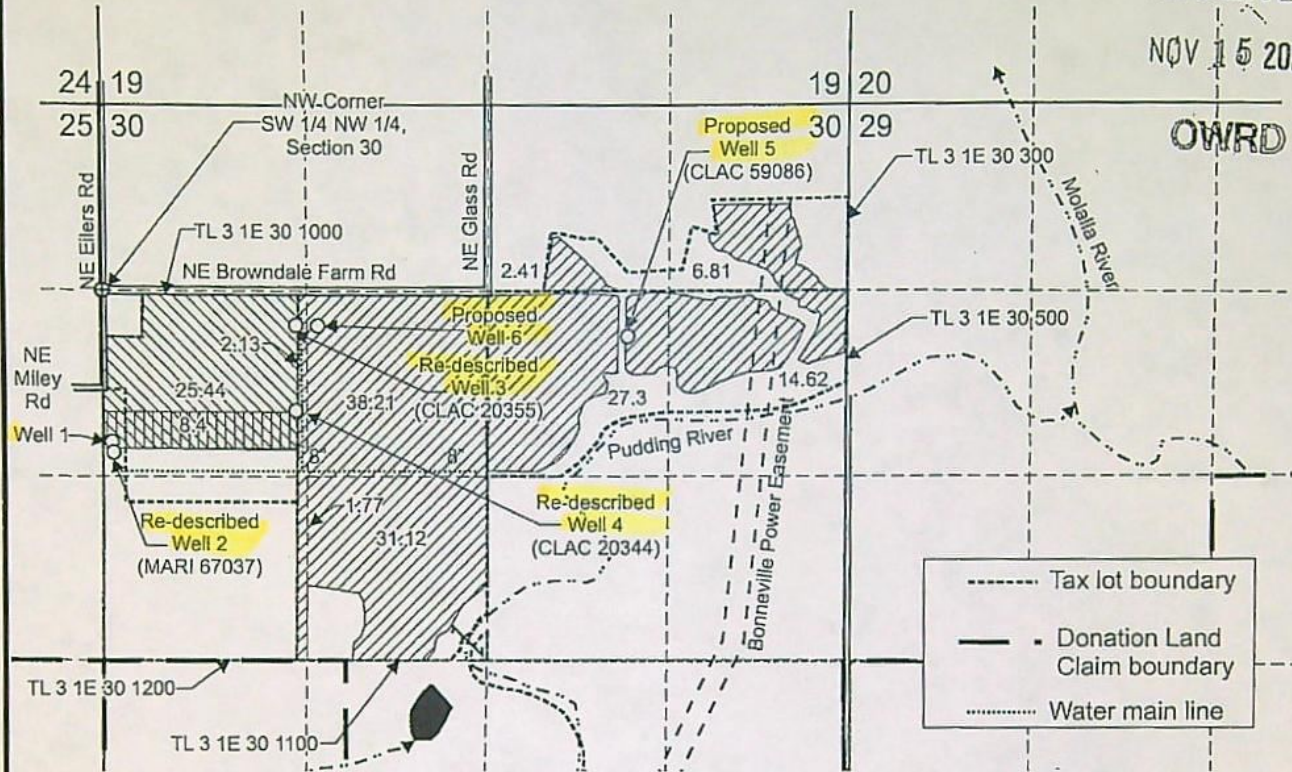 NOV 15 20
OWRD
24 19
25 30
19 20
30 29
NW Corner
SW 1/4 NW 1/4,
Section 30
NE Eilers Rd
TL 3 1E 30 1000
NE Browndale Farm Rd
NE Glass Rd
Proposed
Well 5
(CLAC 59086)
TL 3 1E 30 300
Molalla River
2.41
6.81
Proposed
Well 6
Re-described
Well 3
(CLAC 20355)
TL 3 1E 30 500
NE
Miley
Rd
2.13
25.44
38.21
27.3
14.62
8.4
Well 1
8"
8"
Pudding River
Bonneville Power Easement
Re-described
Well 2
(MARI 67037)
1.77
31.12
Re-described
Well 4
(CLAC 20344)
TL 3 1E 30 1200
TL 3 1E 30 1100
Tax lot boundary
Donation Land
Claim boundary
Water main line